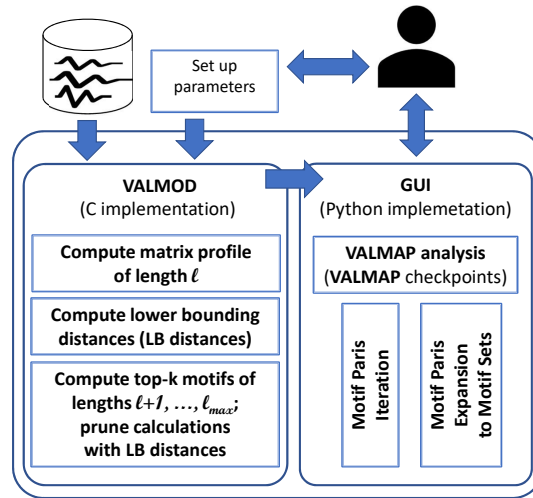 Set up
parameters
VALMOD
(C implementation)
Compute matrix profile
of length ℓ
Compute lower bounding
distances (LB distances)
Compute top-k motifs of
lengths ℓ+1, ..., ℓmax;
prune calculations
with LB distances
GUI
(Python implemetation)
VALMAP analysis
(VALMAP checkpoints)
Motif Paris
Iteration
Motif Paris
Expansion
to Motif Sets